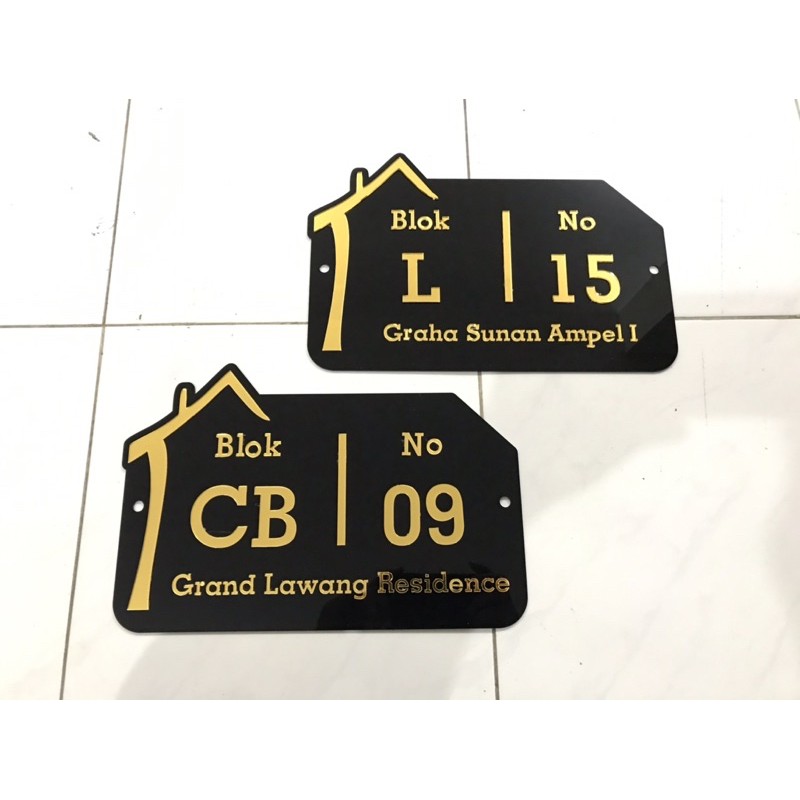 Blok No
L 15
Graha Sunan Ampel I
Blok No
CB 09
Grand Lawang Residence